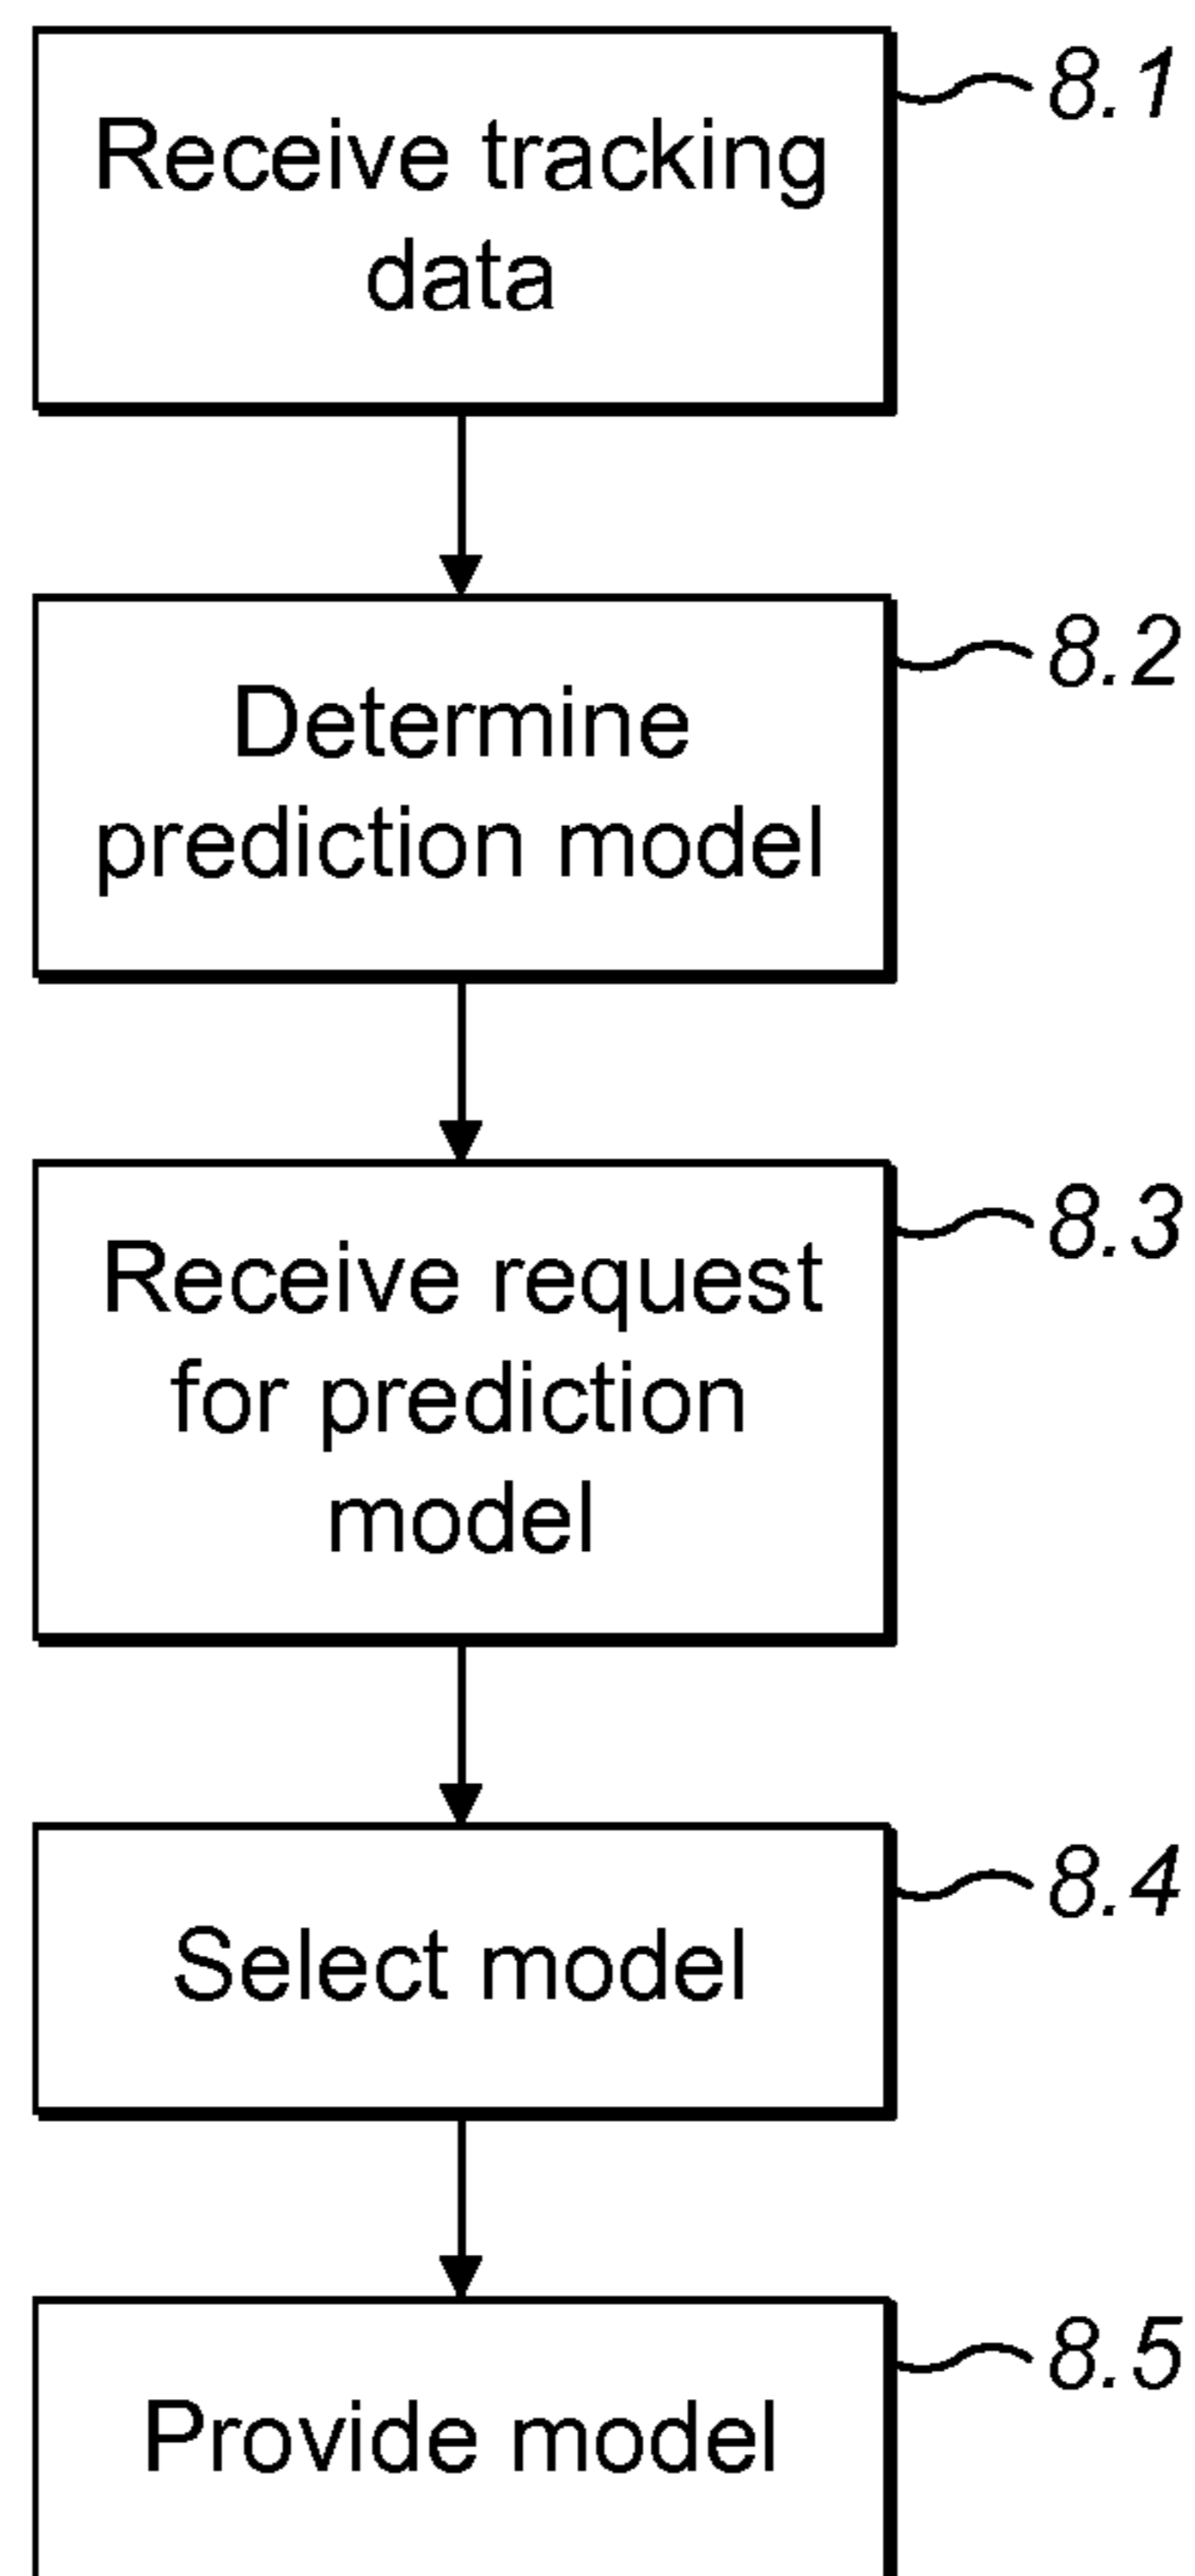 Receive tracking
data
8.1
Determine
prediction model
8.2
Receive request
for prediction
model
8.3
Select model
8.4
Provide model
8.5